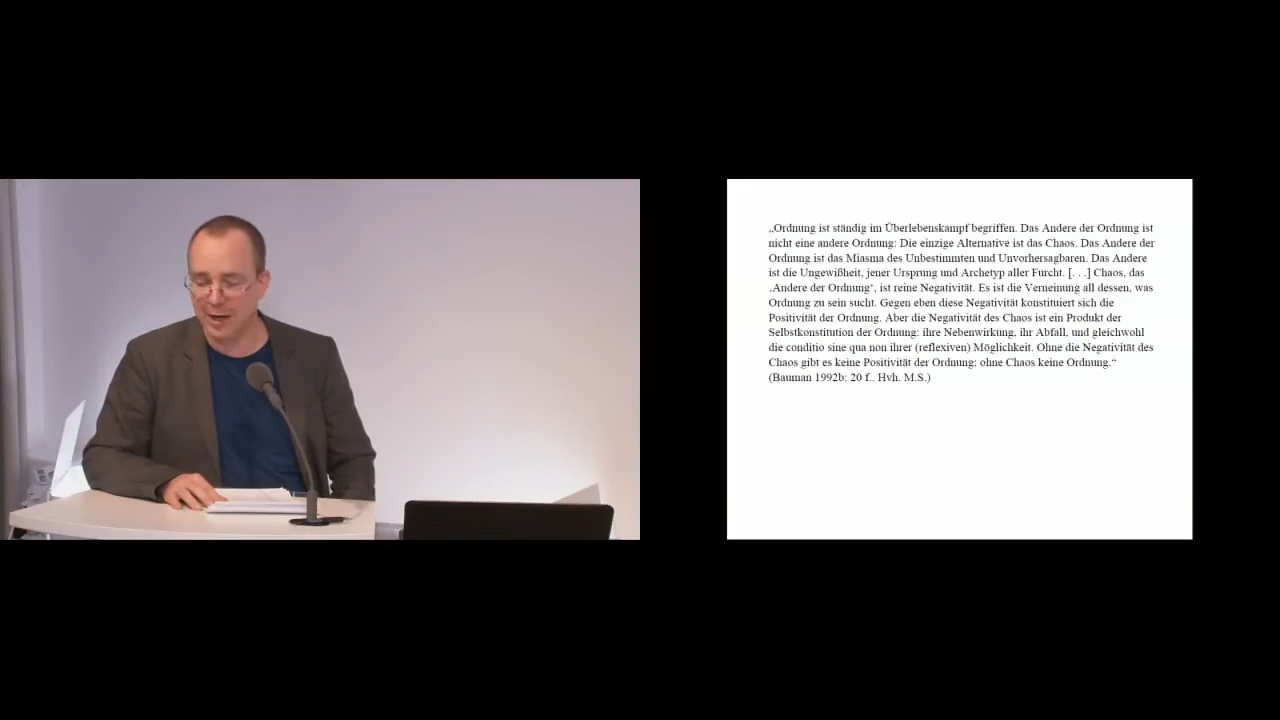 „Ordnung ist ständig im Überlebenskampf begriffen. Das Andere der Ordnung ist
nicht eine andere Ordnung: Die einzige Alternative ist das Chaos. Das Andere der
Ordnung ist das Miasma des Unbestimmten und Unvorhersagbaren. Das Andere
ist die Ungewißheit, jener Ursprung und Archetyp aller Furcht. [. . .] Chaos, das
‚Andere der Ordnung‘, ist reine Negativität. Es ist die Verneinung all dessen, was
Ordnung zu sein sucht. Gegen eben diese Negativität konstituiert sich die
Positivität der Ordnung. Aber die Negativität des Chaos ist ein Produkt der
Selbstkonstitution der Ordnung: ihre Nebenwirkung, ihr Abfall, und gleichwohl
die conditio sine qua non ihrer (reflexiven) Möglichkeit. Ohne die Negativität des
Chaos gibt es keine Positivität der Ordnung; ohne Chaos keine Ordnung.“
(Bauman 1992b: 20 f.. Hvh. M.S.)